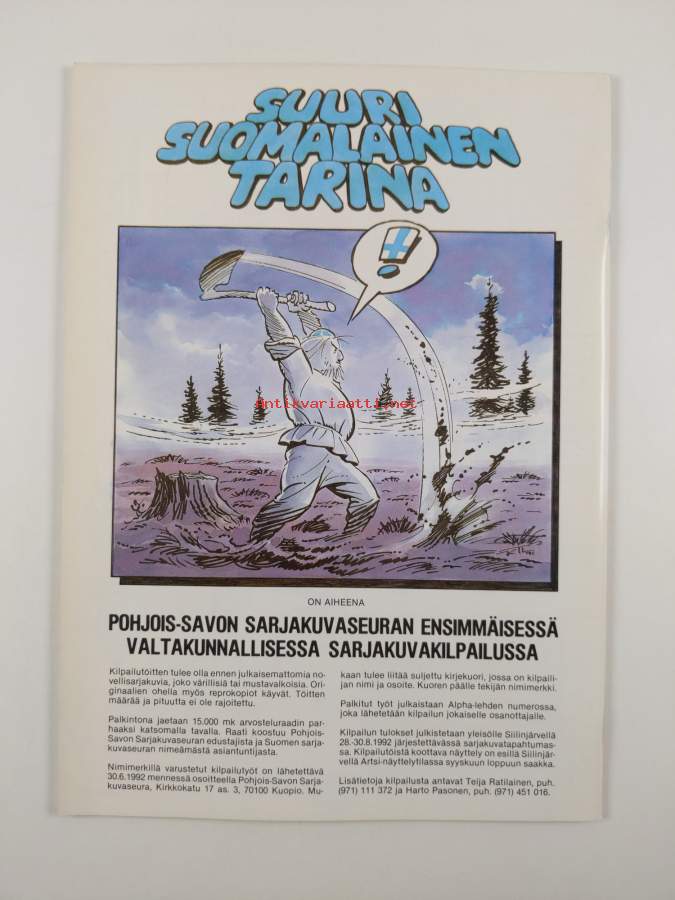 SUURI
SUOMALAINEN
TARINA
!
Antikvariaatti.net
ON AIHEENA
POHJOIS-SAVON SARJAKUVASEURAN ENSIMMÄISESSÄ
VALTAKUNNALLISESSA SARJAKUVAKILPAILUSSA
Kilpailutöitten tulee olla ennen julkaisemattomia no-
vellisarjakuvia, joko värillisiä tai mustavalkoisia. Ori-
ginaalien ohella myös reprokopiot käyvät. Töitten
määrää ja pituutta ei ole rajoitettu.
Palkintona jaetaan 15.000 mk arvosteluraadin par-
haaksi katsomalla tavalla. Raati koostuu Pohjois-
Savon Sarjakuvaseuran edustajista ja Suomen sarja-
kuvaseuran nimeämästä asiantuntijasta.
Nimimerkillä varustetut kilpailutyöt on lähetettävä
30.6.1992 mennessä osoitteella Pohjois-Savon Sarja-
kuvaseura, Kirkkokatu 17 as. 3, 70100 Kuopio. Mu-
kaan tulee liitää suljettu kirjekuori, jossa on kilpaili-
jan nimi ja osoite. Kuoren päälle tekijän nimimerkki.
Palkitut työt julkaistaan Alpha-lehden numerossa,
joka lähetetään kilpailun jokaiselle osanottajalle.
Kilpailun tulokset julkistetaan yleisölle Siilinjärvellä
28.-30.8.1992 järjestettävässä sarjakuvatapahtumas-
sa. Kilpailutöistä koottava näyttely on esillä Siilinjär-
vellä Artsi-näyttelytilassa syyskuun loppuun saakka.
Lisätietoja kilpailusta antavat Teija Ratilainen, puh.
(971) 111 372 ja Harto Pasonen, puh. (971) 451 016.